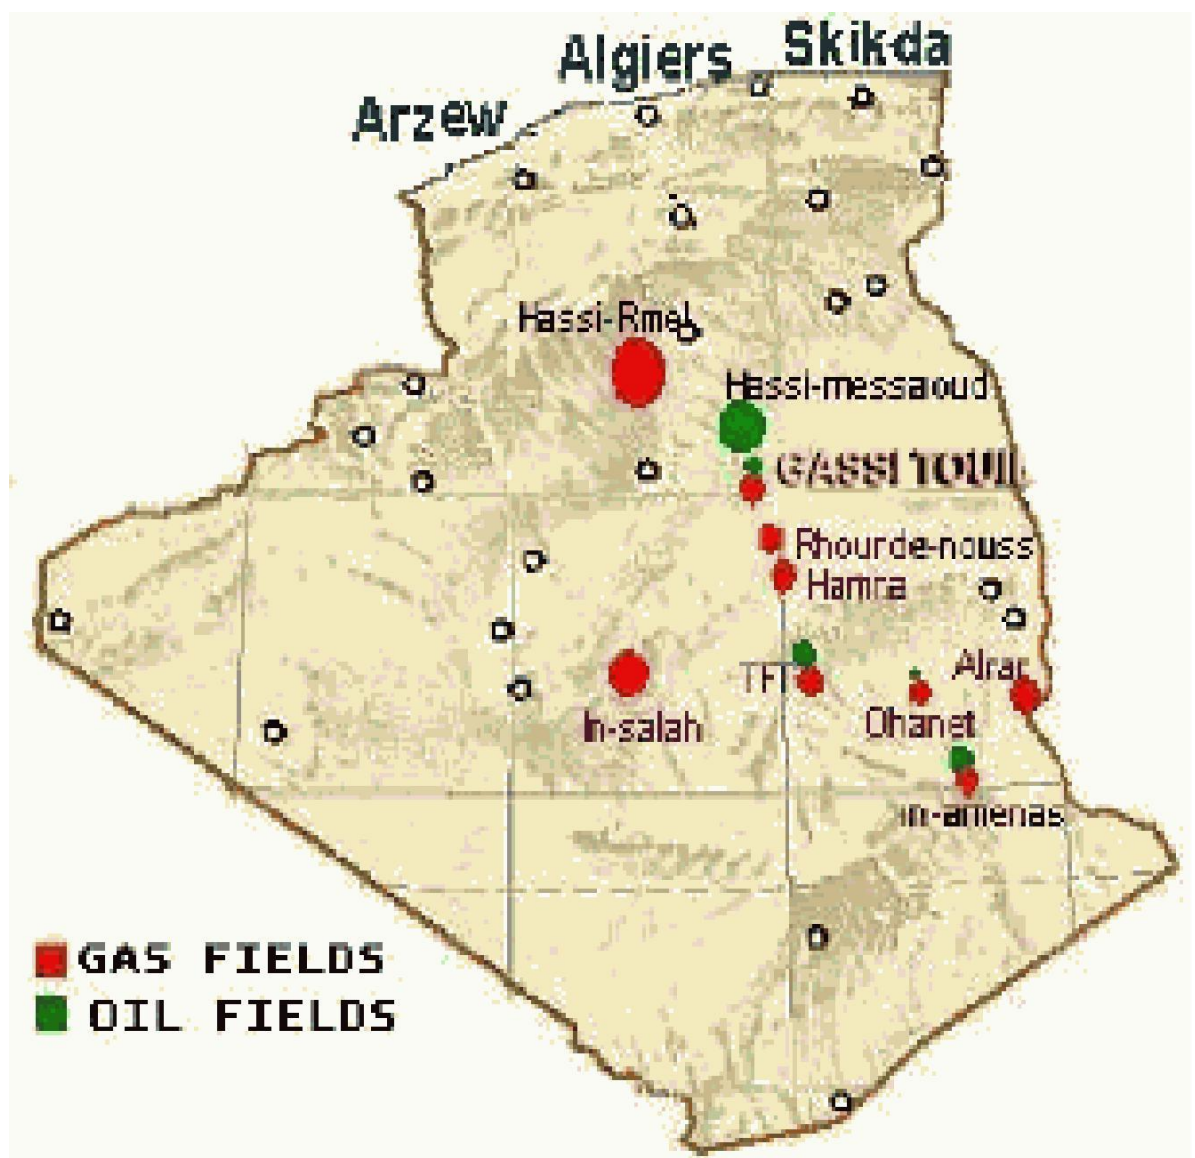 Skikda
Algiers
Arzew
Hassi-Rmel
Hassi-messaoud
GASSI TOUIL
Rhourde-nouss
Hamra
Alrar
TFT
Ohanet
In-salah
In-amenas
GAS FIELDS
OIL FIELDS